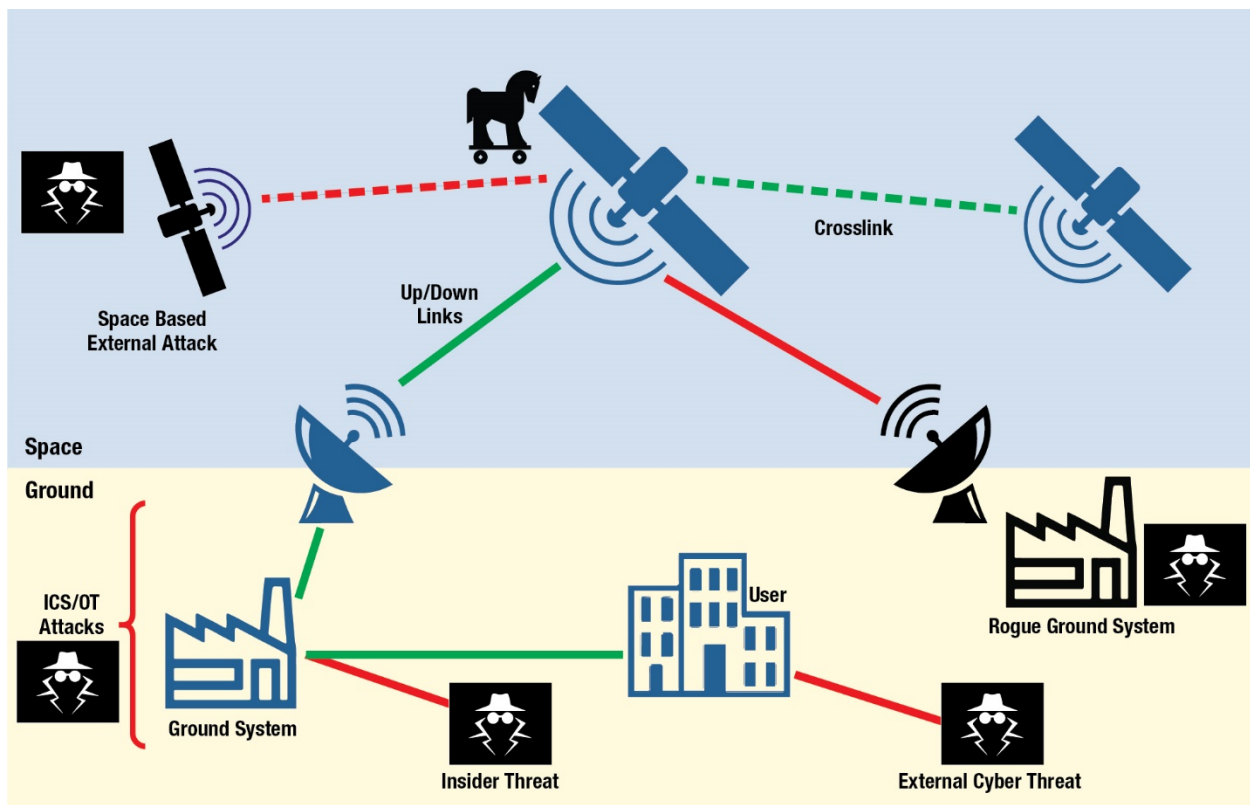 Crosslink
Up/Down
Links
Space Based
External Attack
Space
Ground
ICS/OT
Attacks
User
Rogue Ground System
Ground System
Insider Threat
External Cyber Threat